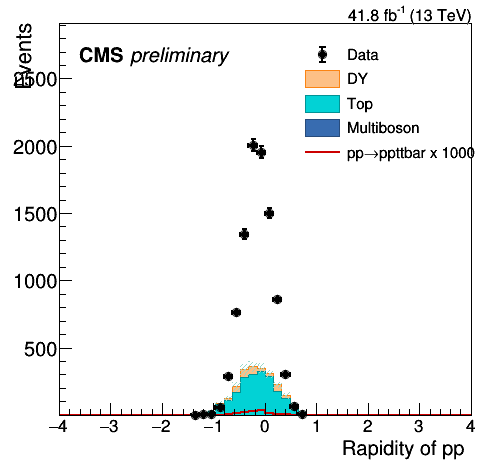 41.8 fb⁻¹ (13 TeV)
Events
CMS preliminary
Data
DY
Top
Multiboson
pp→ppttbar x 1000
2500
2000
1500
1000
500
−4 −3 −2 −1 0 1 2 3 4
Rapidity of pp